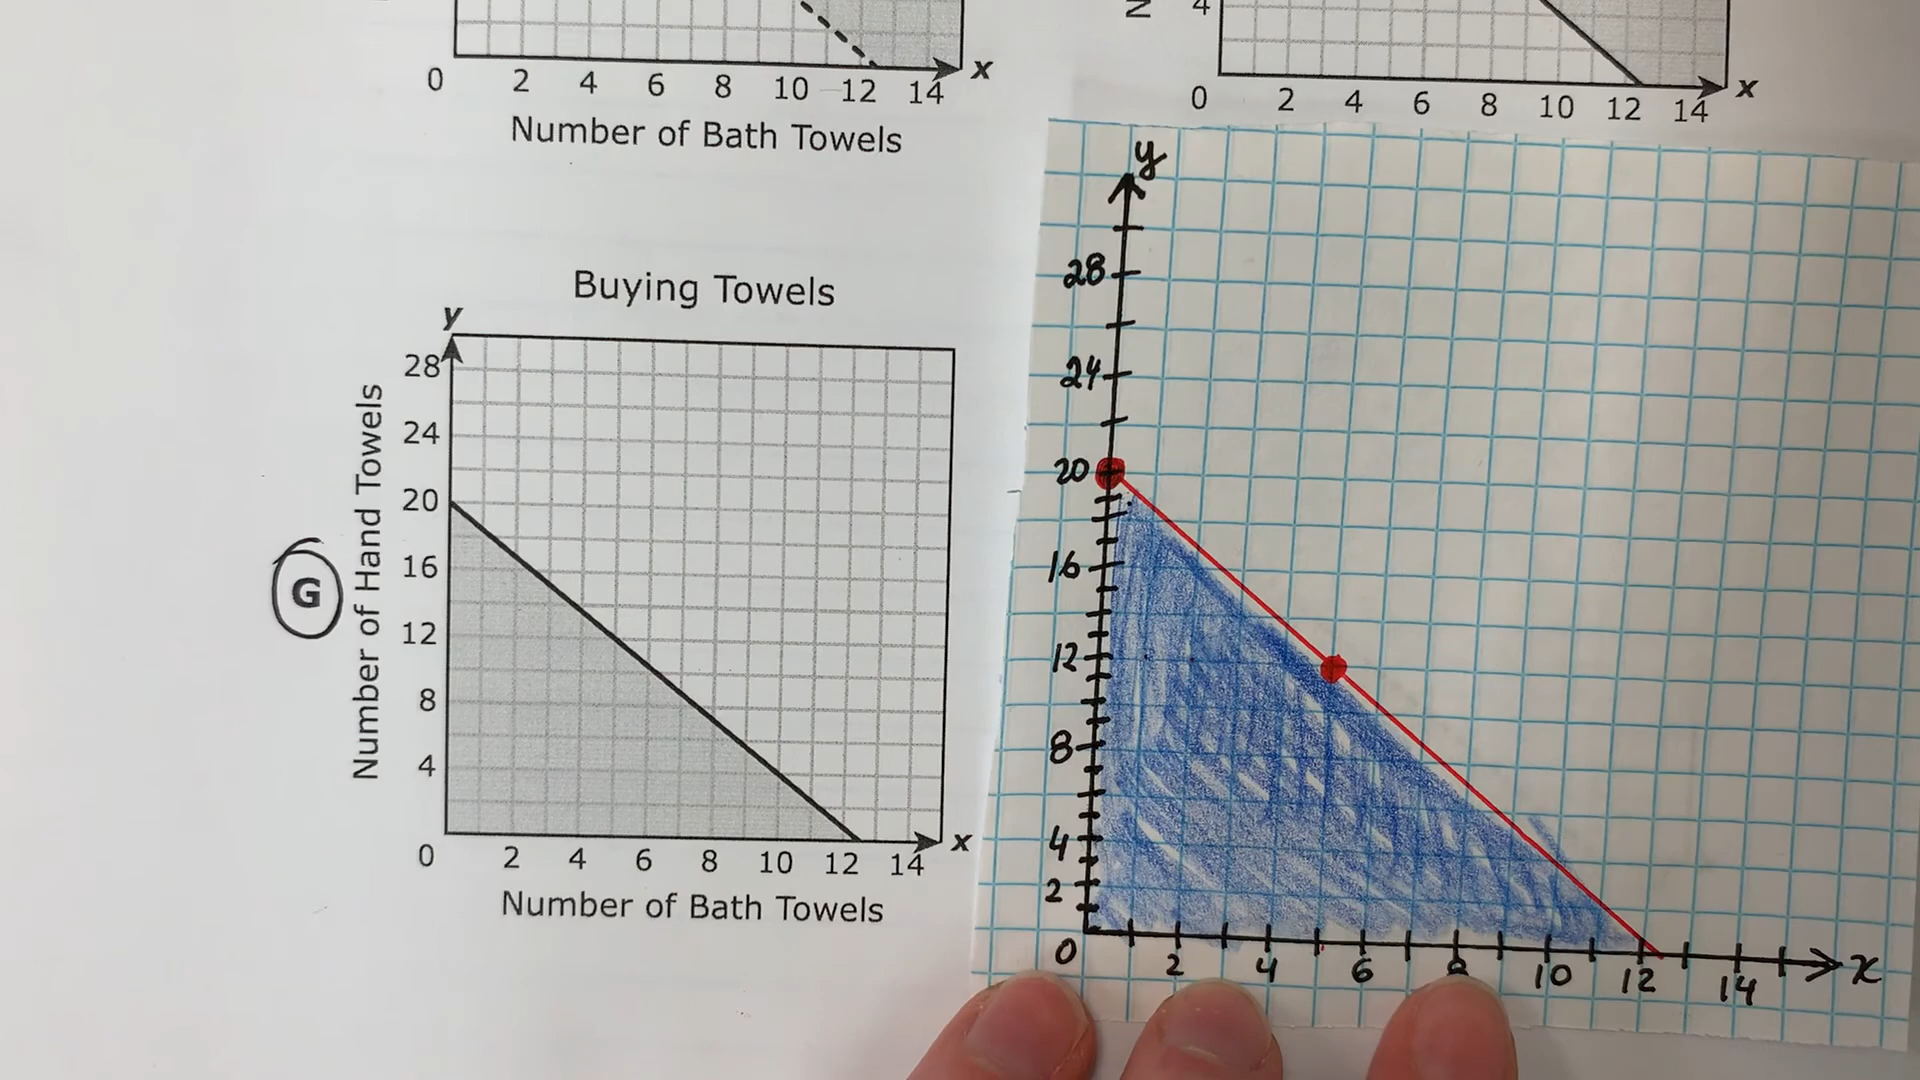 0 2 4 6 8 10 12 14 x
Number of Bath Towels
4
0 2 4 6 8 10 12 14 x
Buying Towels
y
28
24
20
16
12
8
4
0 2 4 6 8 10 12 14 x
Number of Hand Towels
Number of Bath Towels
G
y
28
24
20
16
12
8
4
2
0 2 4 6 8 10 12 14 x